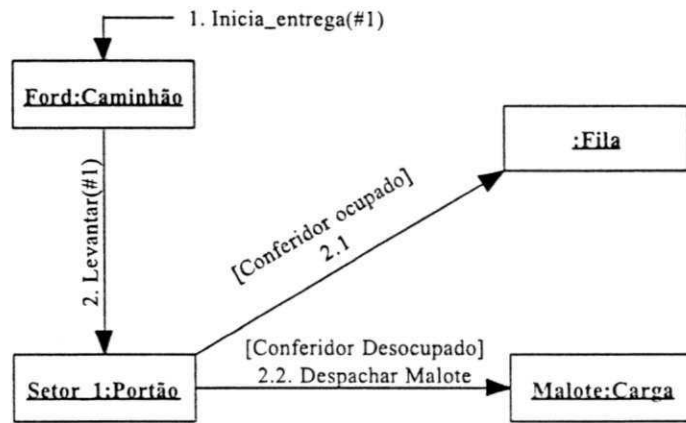 1. Inicia_entrega(#1)
Ford:Caminhão
:Fila
2. Levantar(#1)
[Conferidor ocupado]
2.1
[Conferidor Desocupado]
2.2. Despachar Malote
Setor_1:Portão
Malote:Carga